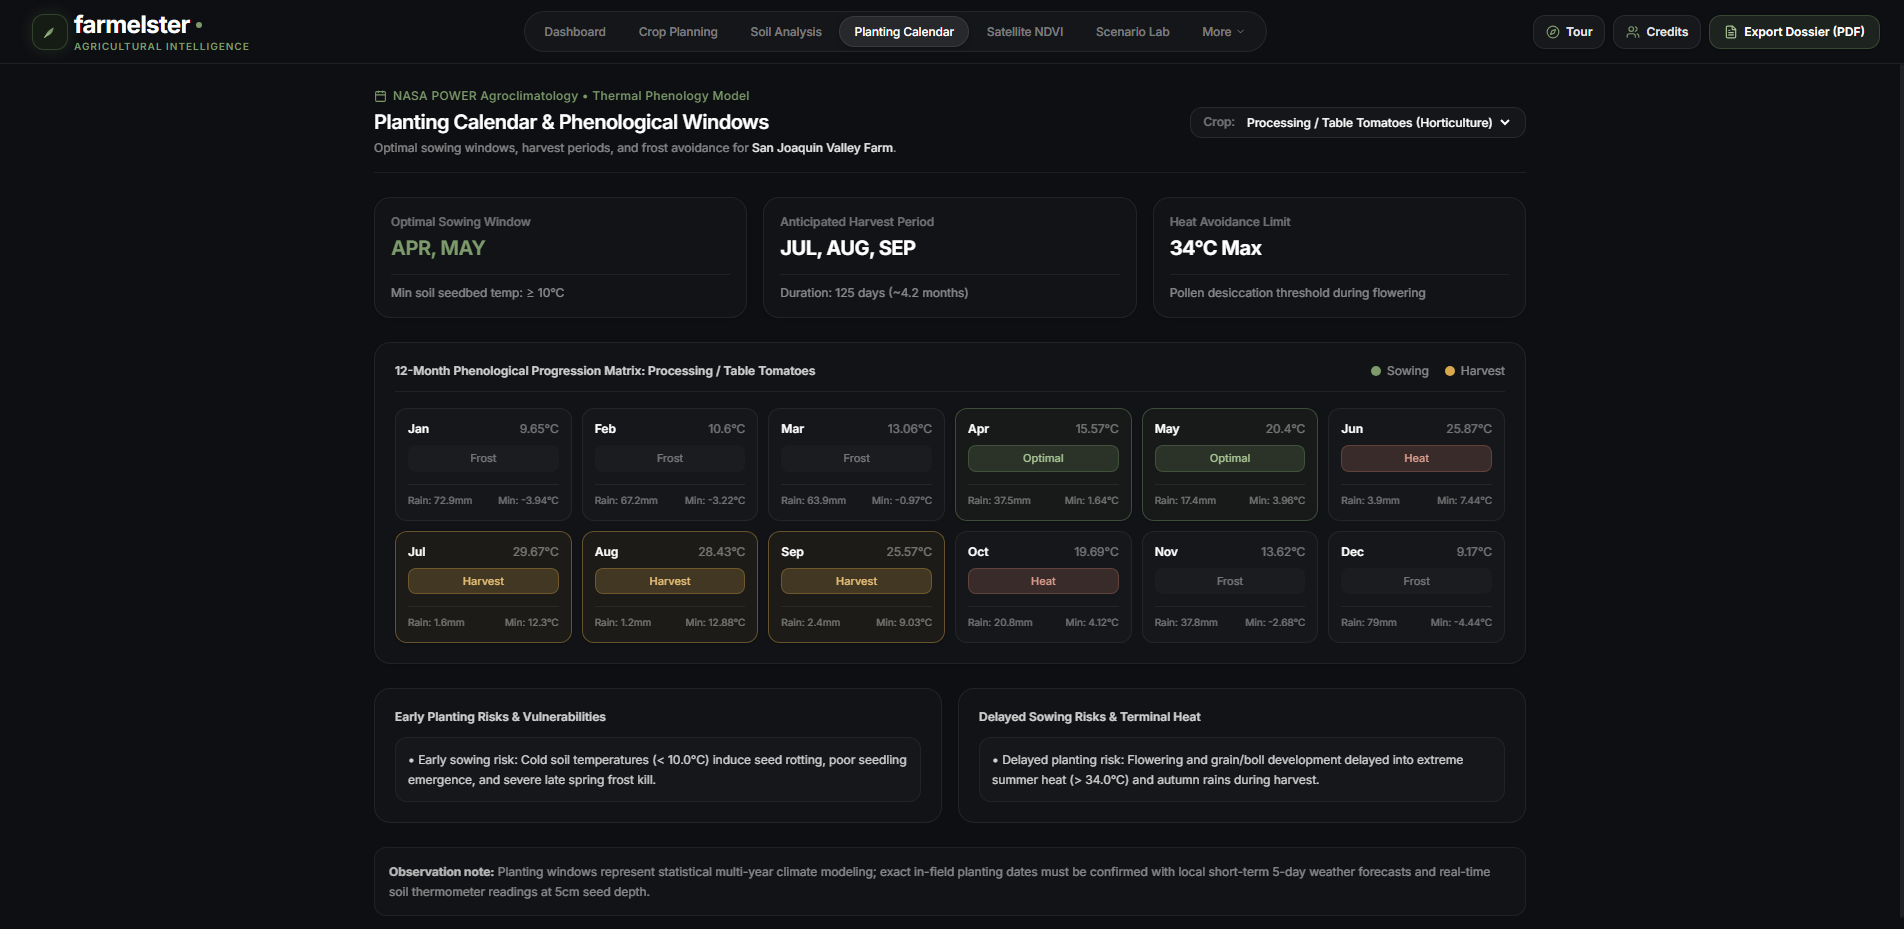 farmelster
AGRICULTURAL INTELLIGENCE
Dashboard
Crop Planning
Soil Analysis
Planting Calendar
Satellite NDVI
Scenario Lab
More
Tour
Credits
Export Dossier (PDF)
NASA POWER Agroclimatology • Thermal Phenology Model
Planting Calendar & Phenological Windows
Optimal sowing windows, harvest periods, and frost avoidance for San Joaquin Valley Farm.
Crop: Processing / Table Tomatoes (Horticulture)
Optimal Sowing Window
APR, MAY
Min soil seedbed temp: ≥ 10°C
Anticipated Harvest Period
JUL, AUG, SEP
Duration: 125 days (~4.2 months)
Heat Avoidance Limit
34°C Max
Pollen desiccation threshold during flowering
12-Month Phenological Progression Matrix: Processing / Table Tomatoes
Sowing
Harvest
Jan 9.65°C
Frost
Rain: 72.9mm Min: -3.94°C
Feb 10.6°C
Frost
Rain: 67.2mm Min: -3.22°C
Mar 13.06°C
Frost
Rain: 63.9mm Min: -0.97°C
Apr 15.57°C
Optimal
Rain: 37.5mm Min: 1.64°C
May 20.4°C
Optimal
Rain: 17.4mm Min: 3.96°C
Jun 25.87°C
Heat
Rain: 3.9mm Min: 7.44°C
Jul 29.67°C
Harvest
Rain: 1.6mm Min: 12.3°C
Aug 28.43°C
Harvest
Rain: 1.2mm Min: 12.88°C
Sep 25.57°C
Harvest
Rain: 2.4mm Min: 9.03°C
Oct 19.69°C
Heat
Rain: 20.8mm Min: 4.12°C
Nov 13.62°C
Frost
Rain: 37.8mm Min: -2.68°C
Dec 9.17°C
Frost
Rain: 79mm Min: -4.44°C
Early Planting Risks & Vulnerabilities
• Early sowing risk: Cold soil temperatures (< 10.0°C) induce seed rotting, poor seedling
emergence, and severe late spring frost kill.
Delayed Sowing Risks & Terminal Heat
• Delayed planting risk: Flowering and grain/boll development delayed into extreme
summer heat (> 34.0°C) and autumn rains during harvest.
Observation note: Planting windows represent statistical multi-year climate modeling; exact in-field planting dates must be confirmed with local short-term 5-day weather forecasts and real-time
soil thermometer readings at 5cm seed depth.